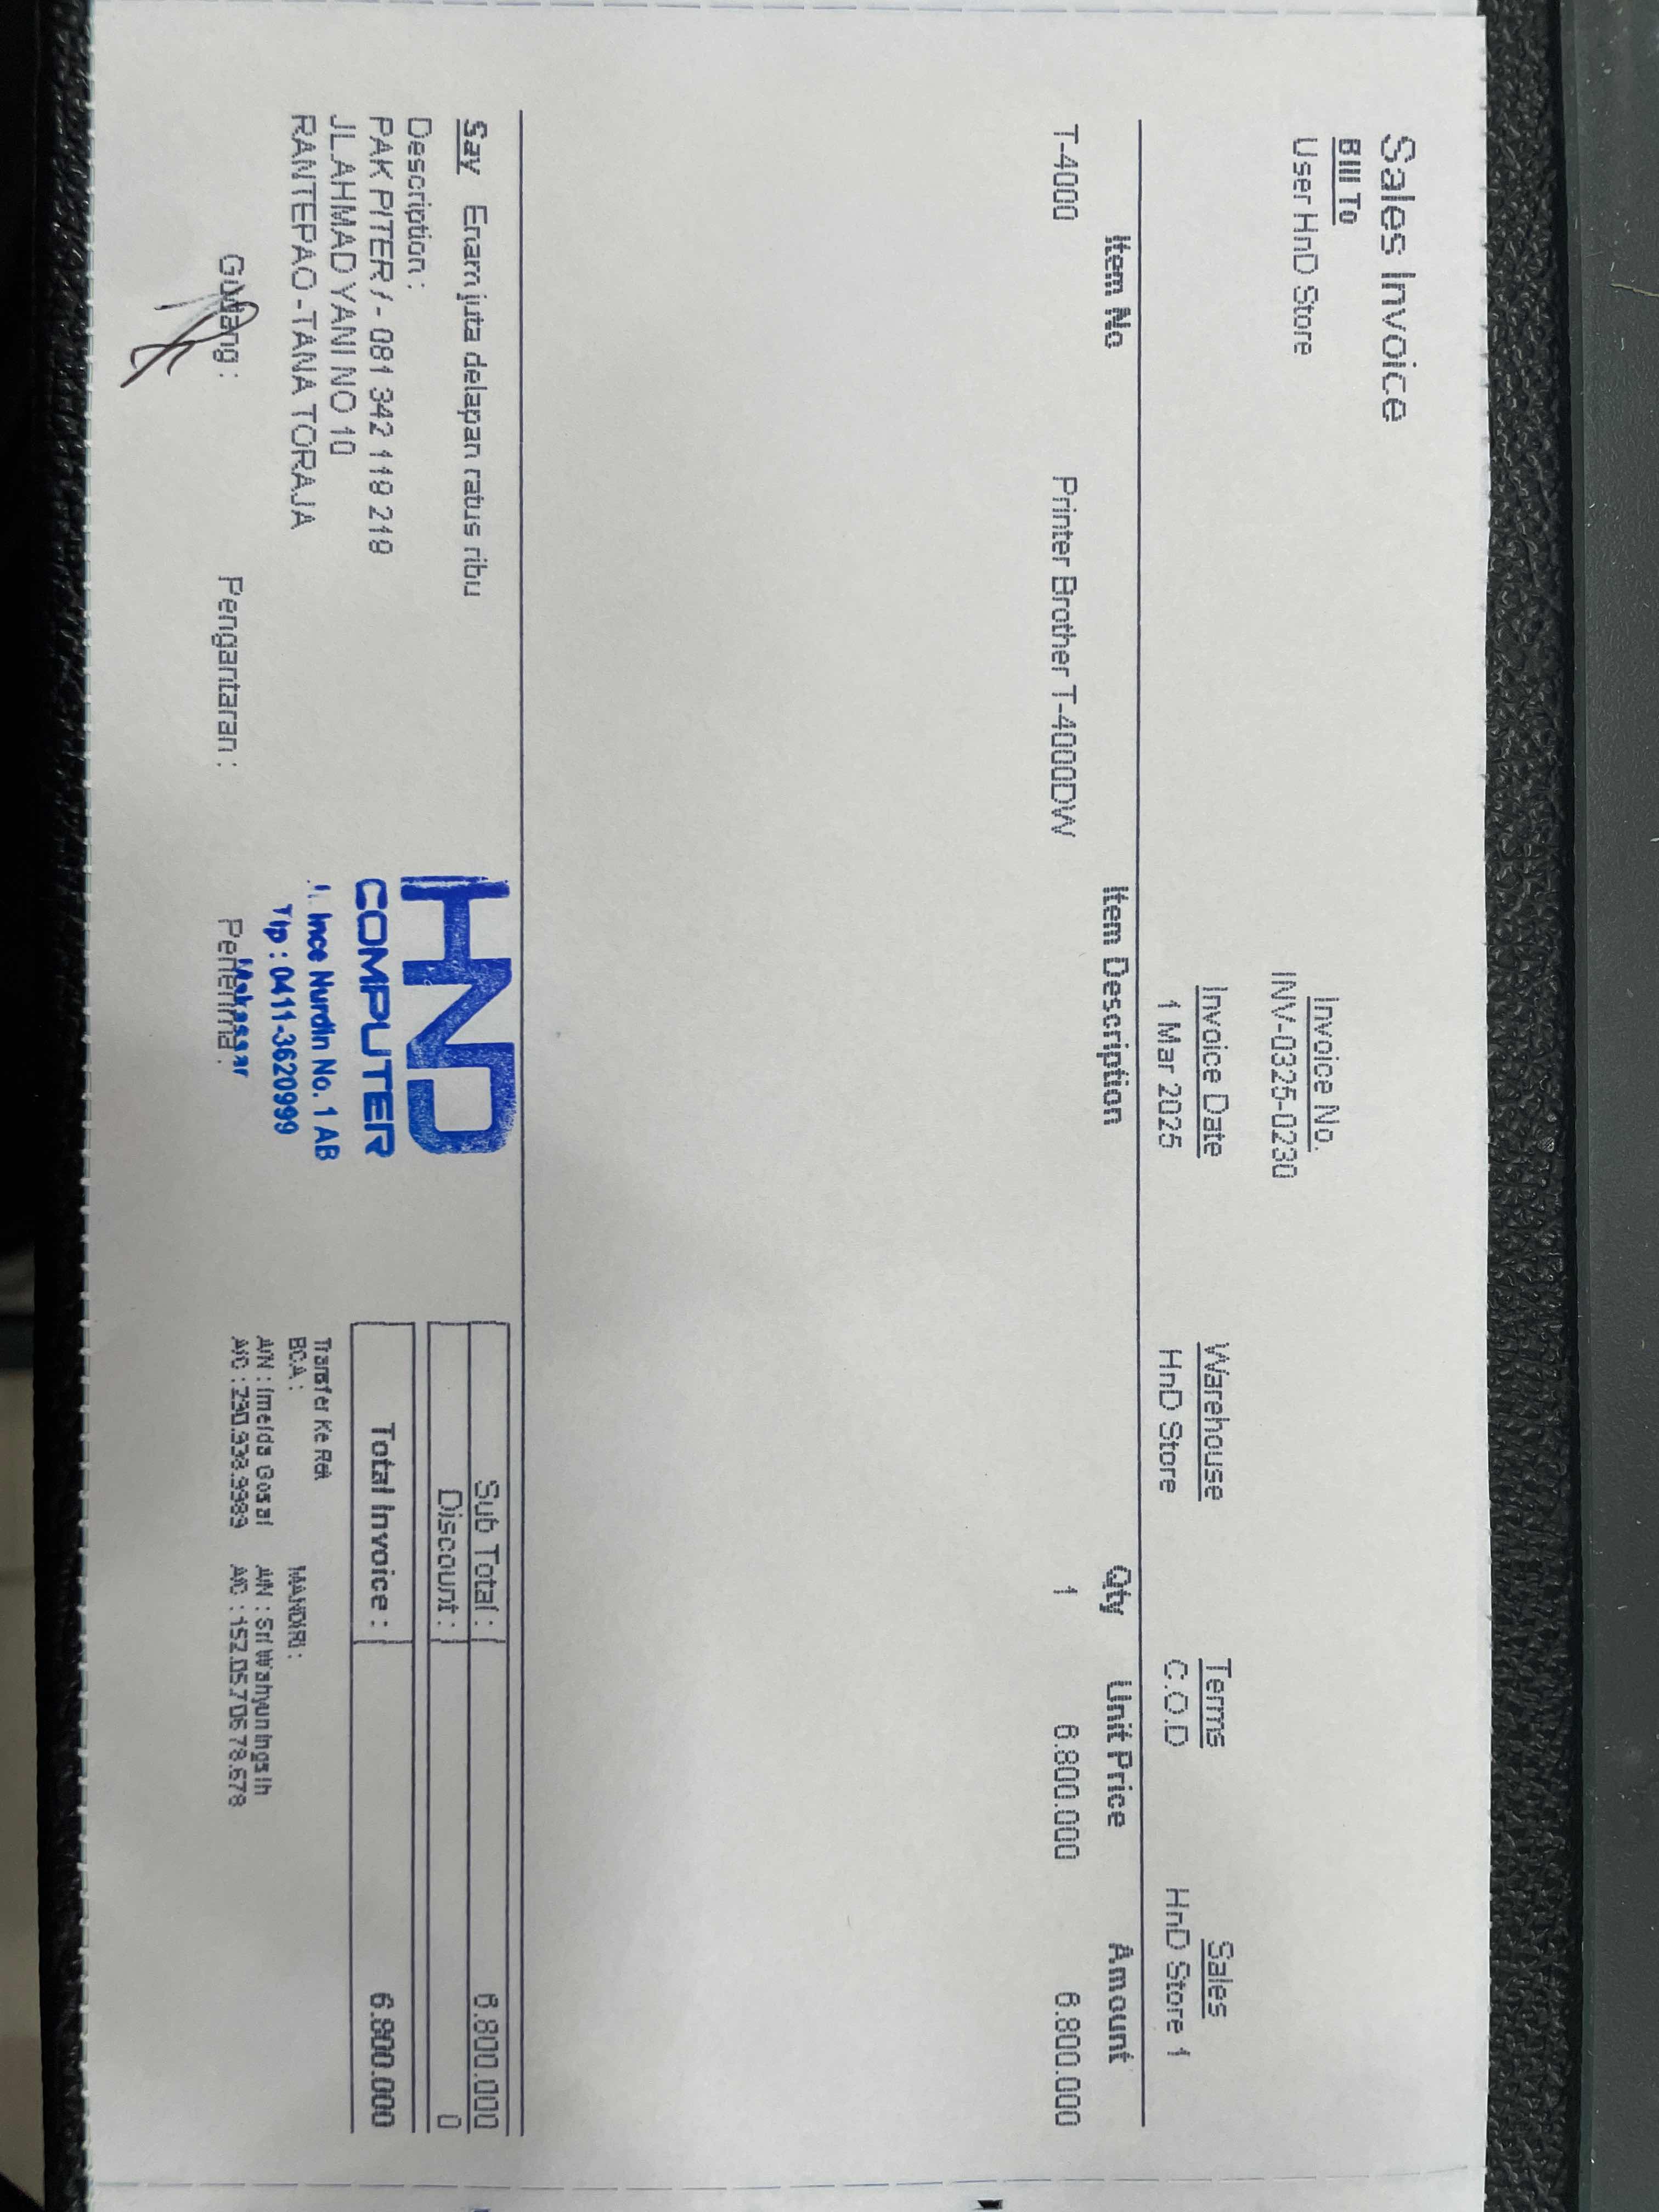 Sales Invoice
Bill To
User HnD Store
Invoice No.
INV-0325-0230
Invoice Date Warehouse Terms Sales
1 Mar 2025 HnD Store C.O.D HnD Store 1
Item No Item Description Qty Unit Price Amount
T-4000 Printer Brother T-4000DW 1 6.800.000 6.800.000
Say Enam juta delapan ratus ribu
Sub Total : 6.800.000
Discount : 0
Total Invoice : 6.800.000
Description :
PAK PITER / - 081 342 118 218
JL AHMAD YANI NO 10
RANTEPAO - TANA TORAJA
HND
COMPUTER
Jl. Ince Nurdin No. 1 AB
Tlp : 0411-3620999
Makassar
Gudang : Pengantaran : Penerima :
Transfer Ke Rek
BCA : MANDIRI :
A/N : Imelda Gosal A/N : Sri Wahyuningsih
A/C : 790.938.9989 A/C : 152.05.706.78.678